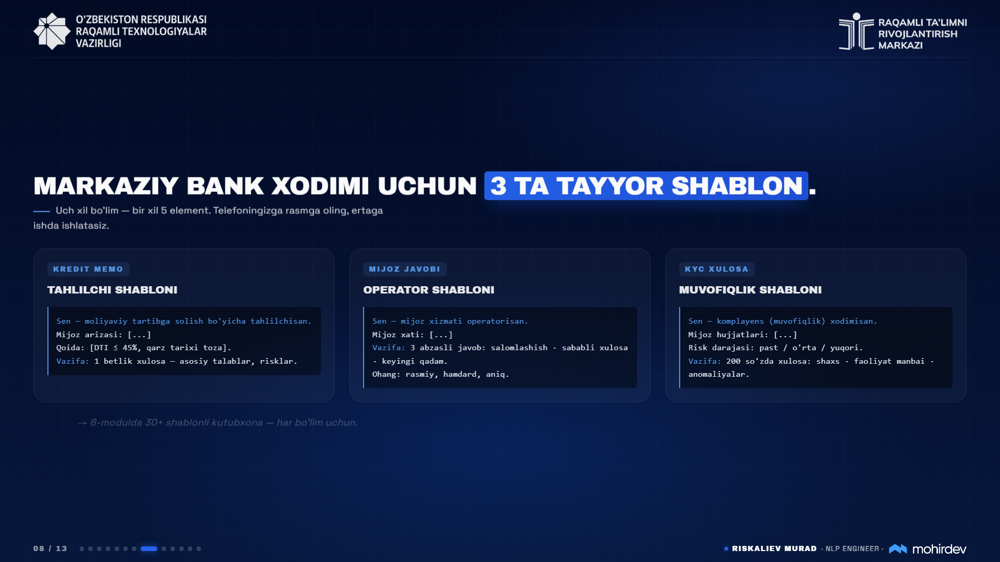 O'ZBEKISTON RESPUBLIKASI
RAQAMLI TEXNOLOGIYALAR
VAZIRLIGI
RAQAMLI TA'LIMNI
RIVOJLANTIRISH
MARKAZI
MARKAZIY BANK XODIMI UCHUN 3 TA TAYYOR SHABLON.
— Uch xil bo'lim — bir xil 5 element. Telefoningizga rasmga oling, ertaga
ishda ishlatasiz.
KREDIT MEMO
TAHLILCHI SHABLONI
Sen — moliyaviy tartibga solish bo'yicha tahlilchisan.
Mijoz arizasi: [...]
Qoida: [DTI ≤ 45%, qarz tarixi toza].
Vazifa: 1 betlik xulosa — asosiy talablar, risklar.
MIJOZ JAVOBI
OPERATOR SHABLONI
Sen — mijoz xizmati operatorisan.
Mijoz xati: [...]
Vazifa: 3 abzasli javob: salomlashish · sababli xulosa
· keyingi qadam.
Ohang: rasmiy, hamdard, aniq.
KYC XULOSA
MUVOFIQLIK SHABLONI
Sen — komplayens (muvofiqlik) xodimisan.
Mijoz hujjatlari: [...]
Risk darajasi: past / o'rta / yuqori.
Vazifa: 200 so'zda xulosa: shaxs · faoliyat manbai ·
anomaliyalar.
→ 6-modulda 30+ shablonli kutubxona — har bo'lim uchun.
08 / 13
RISKALIEV MURAD · NLP ENGINEER · mohirdev